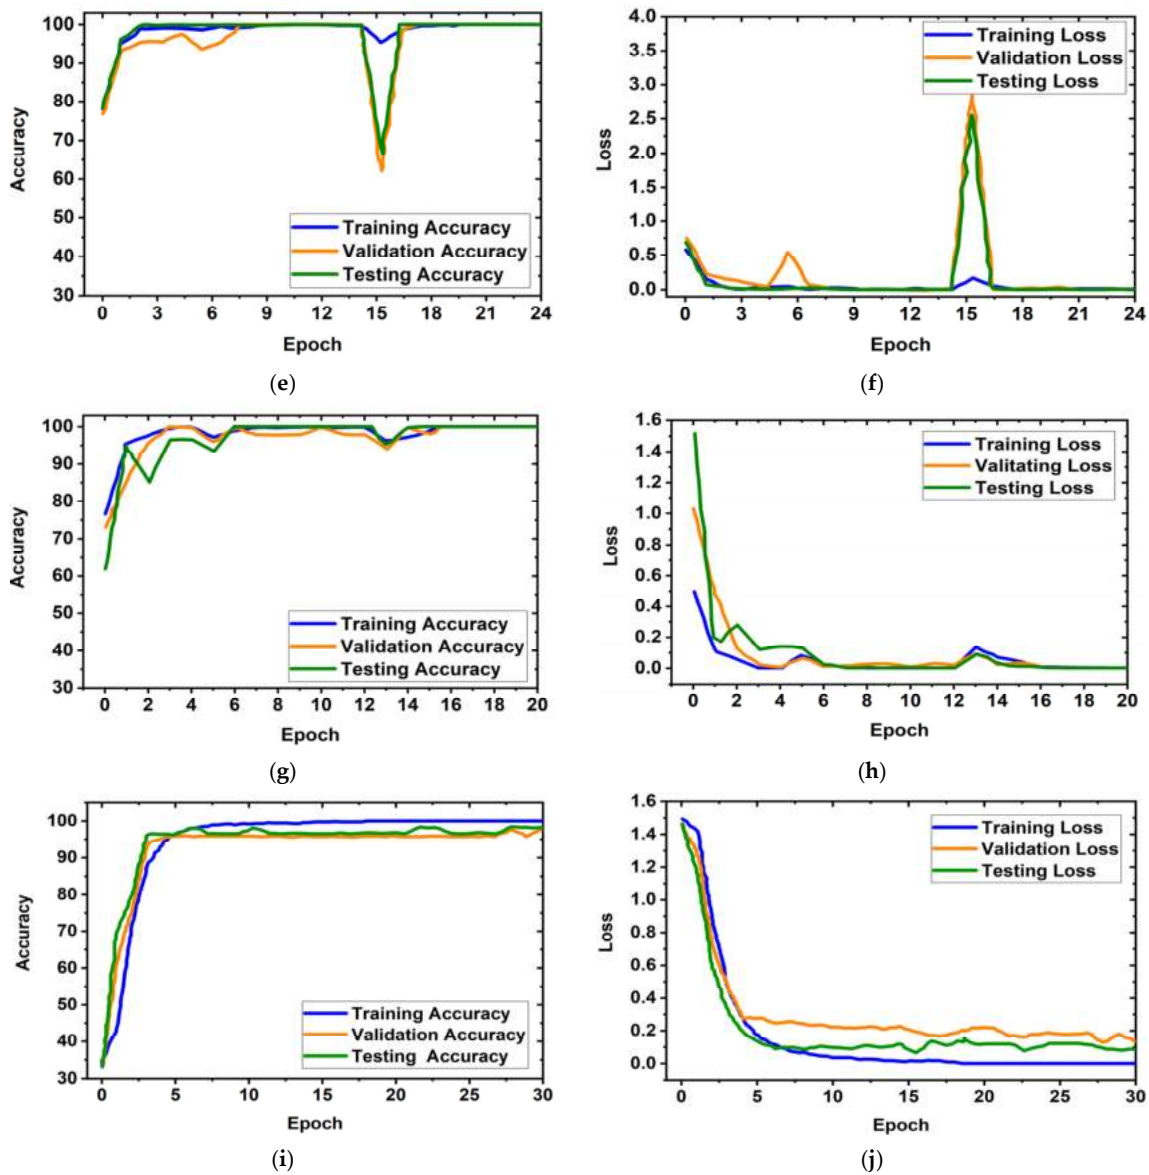 100
90
80
70
60
50
40
30
Accuracy
Training Accuracy
Validation Accuracy
Testing Accuracy
0 3 6 9 12 15 18 21 24
Epoch
(e)
4.0
3.5
3.0
2.5
2.0
1.5
1.0
0.5
0.0
Loss
Training Loss
Validation Loss
Testing Loss
0 3 6 9 12 15 18 21 24
Epoch
(f)
100
90
80
70
60
50
40
30
Accuracy
Training Accuracy
Validation Accuracy
Testing Accuracy
0 2 4 6 8 10 12 14 16 18 20
Epoch
(g)
1.6
1.4
1.2
1.0
0.8
0.6
0.4
0.2
0.0
Loss
Training Loss
Valitating Loss
Testing Loss
0 2 4 6 8 10 12 14 16 18 20
Epoch
(h)
100
90
80
70
60
50
40
30
Accuracy
Training Accuracy
Validation Accuracy
Testing Accuracy
0 5 10 15 20 25 30
Epoch
(i)
1.6
1.4
1.2
1.0
0.8
0.6
0.4
0.2
0.0
Loss
Training Loss
Validation Loss
Testing Loss
0 5 10 15 20 25 30
Epoch
(j)